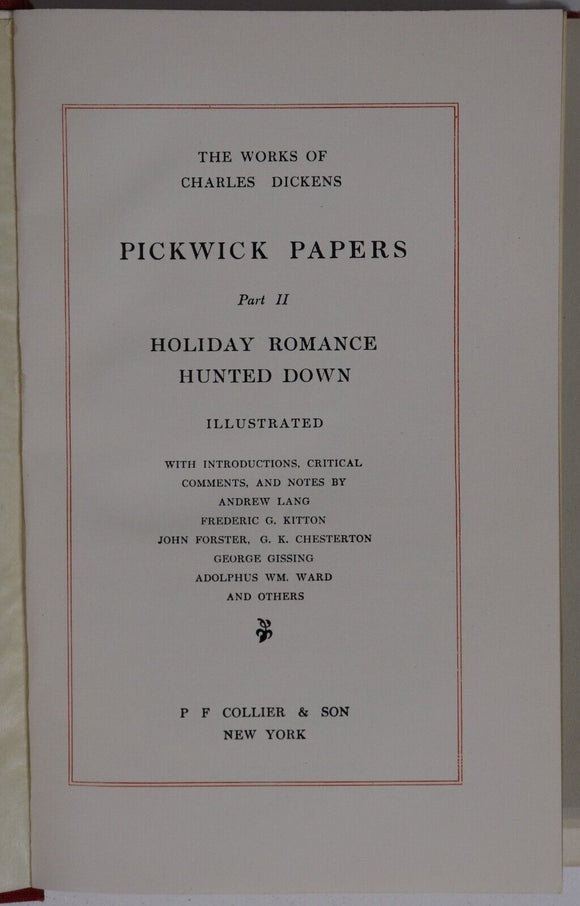 THE WORKS OF
CHARLES DICKENS
PICKWICK PAPERS
Part II
HOLIDAY ROMANCE
HUNTED DOWN
ILLUSTRATED
WITH INTRODUCTIONS, CRITICAL
COMMENTS, AND NOTES BY
ANDREW LANG
FREDERIC G. KITTON
JOHN FORSTER, G. K. CHESTERTON
GEORGE GISSING
ADOLPHUS WM. WARD
AND OTHERS
P F COLLIER & SON
NEW YORK